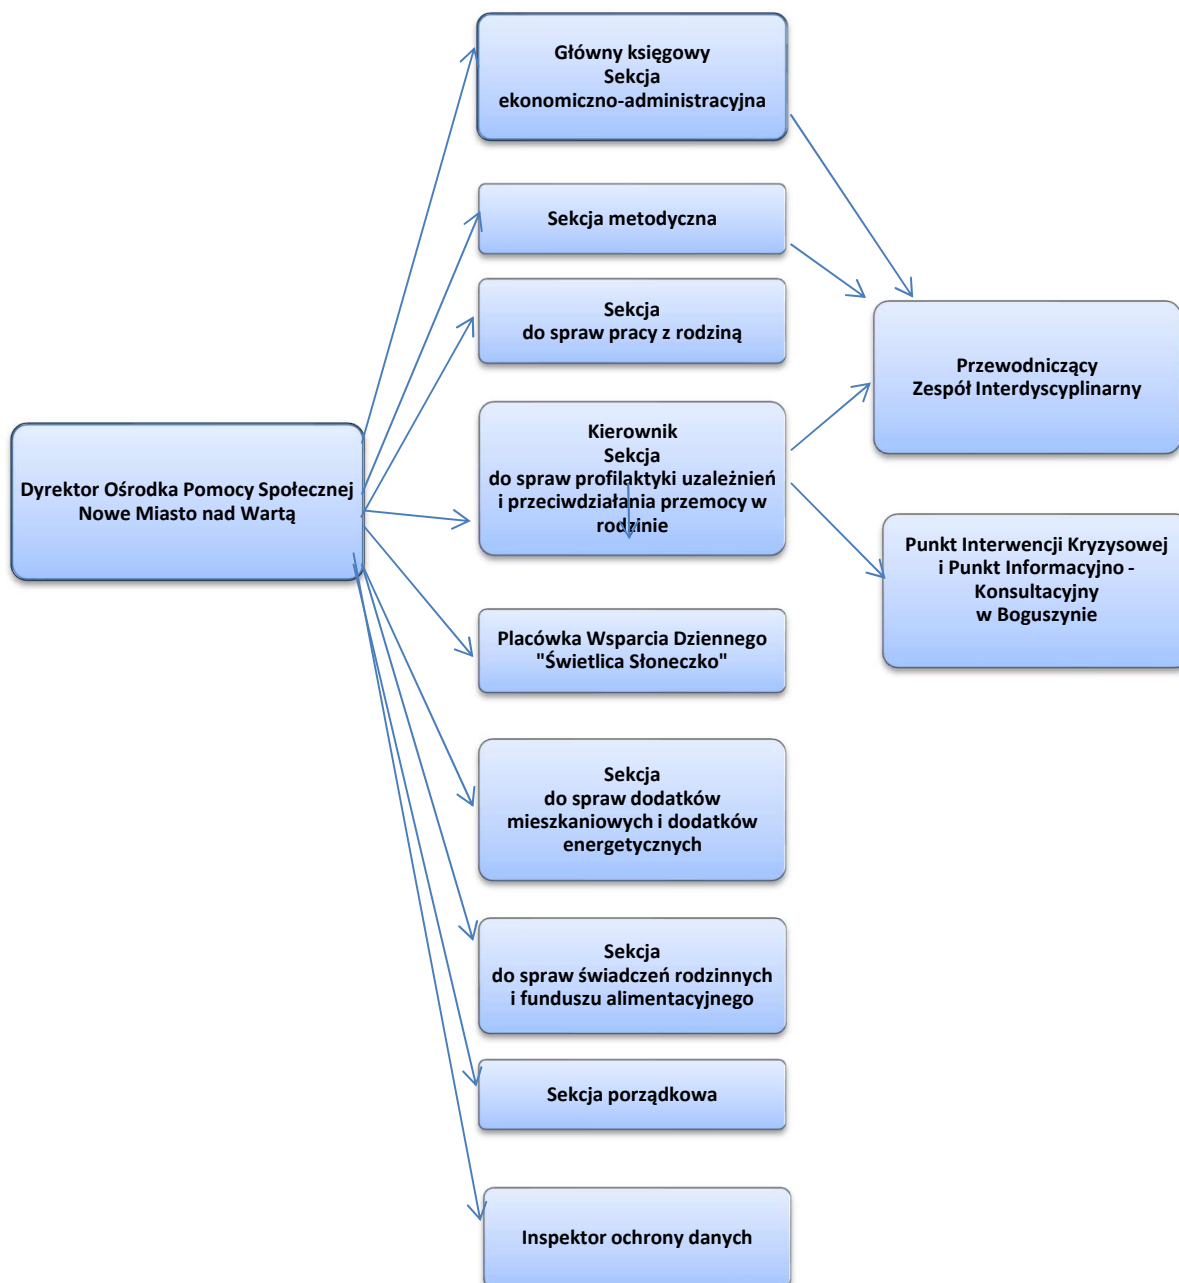 Główny księgowy
Sekcja
ekonomiczno-administracyjna
Sekcja metodyczna
Sekcja
do spraw pracy z rodziną
Przewodniczący
Zespół Interdyscyplinarny
Kierownik
Sekcja
do spraw profilaktyki uzależnień
i przeciwdziałania przemocy w
rodzinie
Dyrektor Ośrodka Pomocy Społecznej
Nowe Miasto nad Wartą
Punkt Interwencji Kryzysowej
i Punkt Informacyjno -
Konsultacyjny
w Boguszynie
Placówka Wsparcia Dziennego
"Świetlica Słoneczko"
Sekcja
do spraw dodatków
mieszkaniowych i dodatków
energetycznych
Sekcja
do spraw świadczeń rodzinnych
i funduszu alimentacyjnego
Sekcja porządkowa
Inspektor ochrony danych